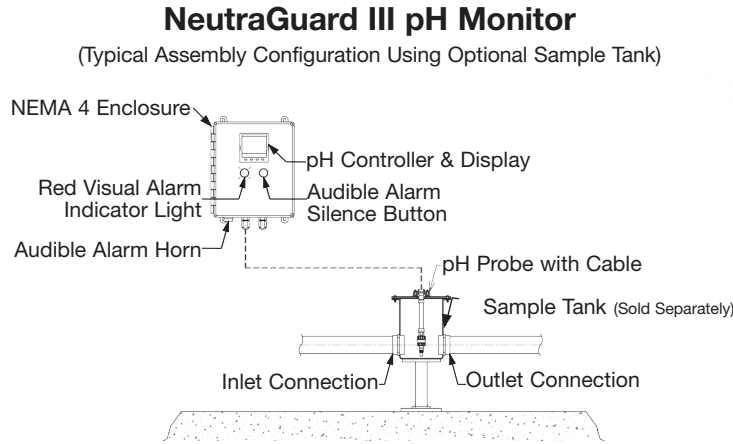 NeutraGuard III pH Monitor
(Typical Assembly Configuration Using Optional Sample Tank)
NEMA 4 Enclosure
pH Controller & Display
Red Visual Alarm
Indicator Light
Audible Alarm
Silence Button
Audible Alarm Horn
pH Probe with Cable
Sample Tank (Sold Separately)
Inlet Connection
Outlet Connection